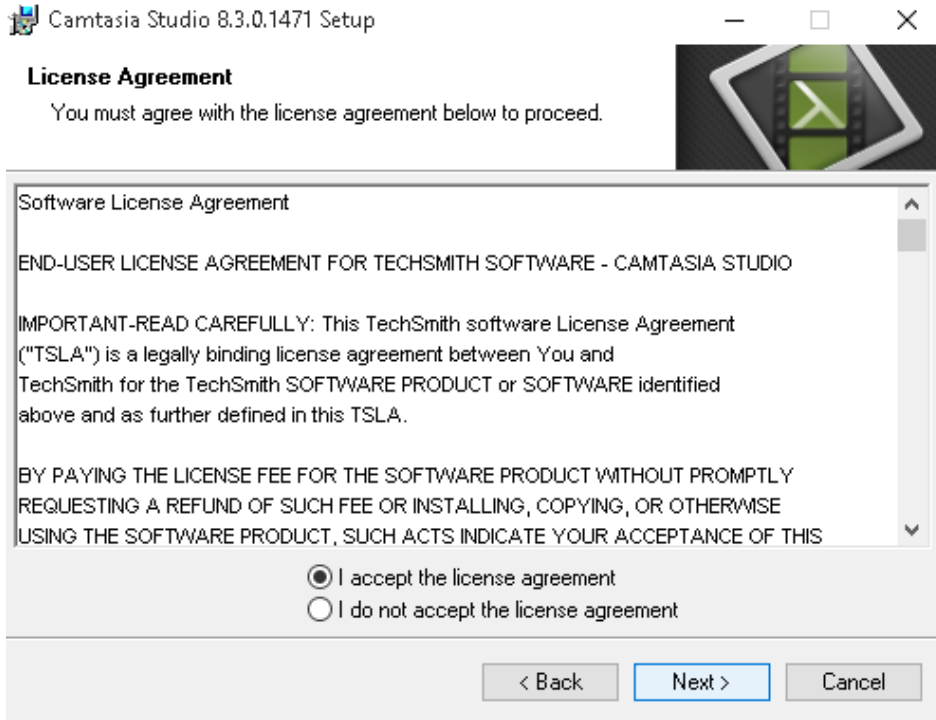 Camtasia Studio 8.3.0.1471 Setup
License Agreement
You must agree with the license agreement below to proceed.
Software License Agreement
END-USER LICENSE AGREEMENT FOR TECHSMITH SOFTWARE - CAMTASIA STUDIO
IMPORTANT-READ CAREFULLY: This TechSmith software License Agreement
("TSLA") is a legally binding license agreement between You and
TechSmith for the TechSmith SOFTWARE PRODUCT or SOFTWARE identified
above and as further defined in this TSLA.
BY PAYING THE LICENSE FEE FOR THE SOFTWARE PRODUCT WITHOUT PROMPTLY
REQUESTING A REFUND OF SUCH FEE OR INSTALLING, COPYING, OR OTHERWISE
USING THE SOFTWARE PRODUCT, SUCH ACTS INDICATE YOUR ACCEPTANCE OF THIS
I accept the license agreement
I do not accept the license agreement
< Back Next > Cancel